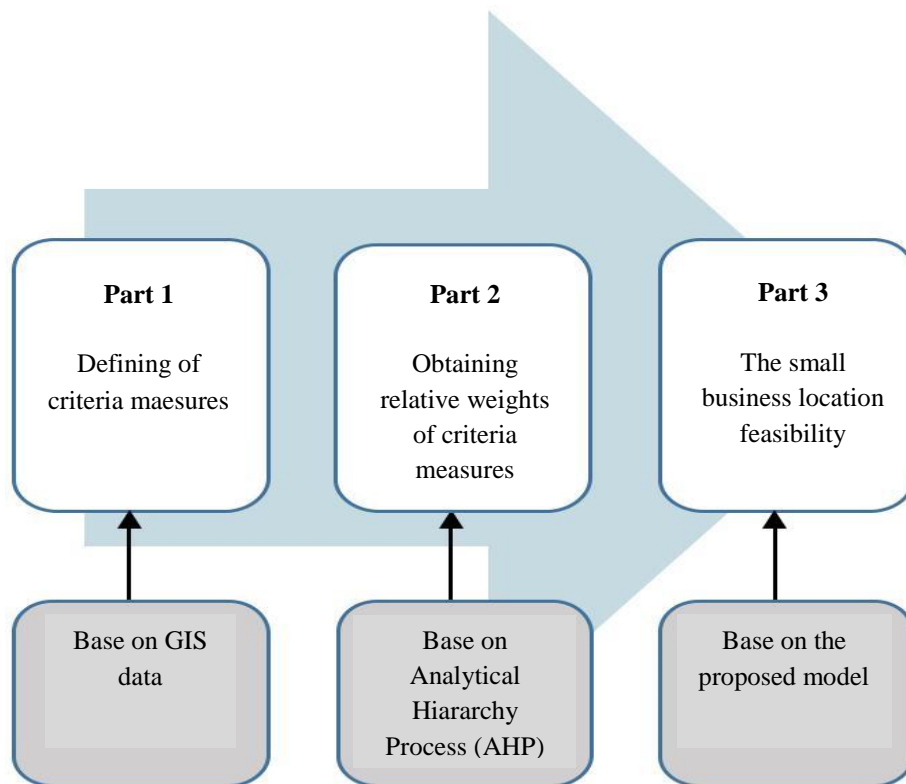 Part 1
Defining of
criteria maesures
Part 2
Obtaining
relative weights
of criteria
measures
Part 3
The small
business location
feasibility
Base on GIS
data
Base on
Analytical
Hiararchy
Process (AHP)
Base on the
proposed model